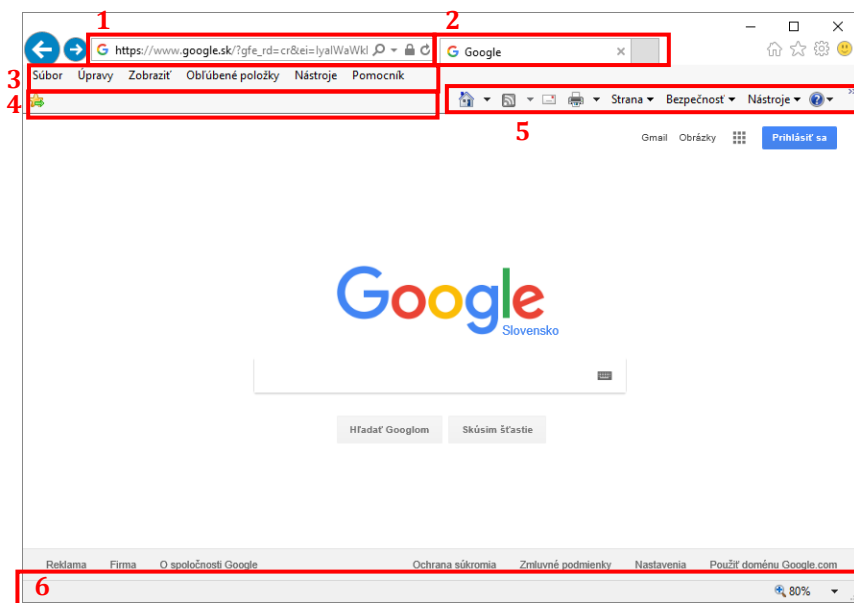 1
2
https://www.google.sk/?gfe_rd=cr&ei=IyalWaWkI
Google
3
Súbor Úpravy Zobraziť Obľúbené položky Nástroje Pomocník
4
Strana Bezpečnosť Nástroje
5
Gmail Obrázky Prihlásiť sa
Google
Slovensko
Hľadať Googlom Skúsim šťastie
Reklama Firma O spoločnosti Google Ochrana súkromia Zmluvné podmienky Nastavenia Použiť doménu Google.com
6
80%